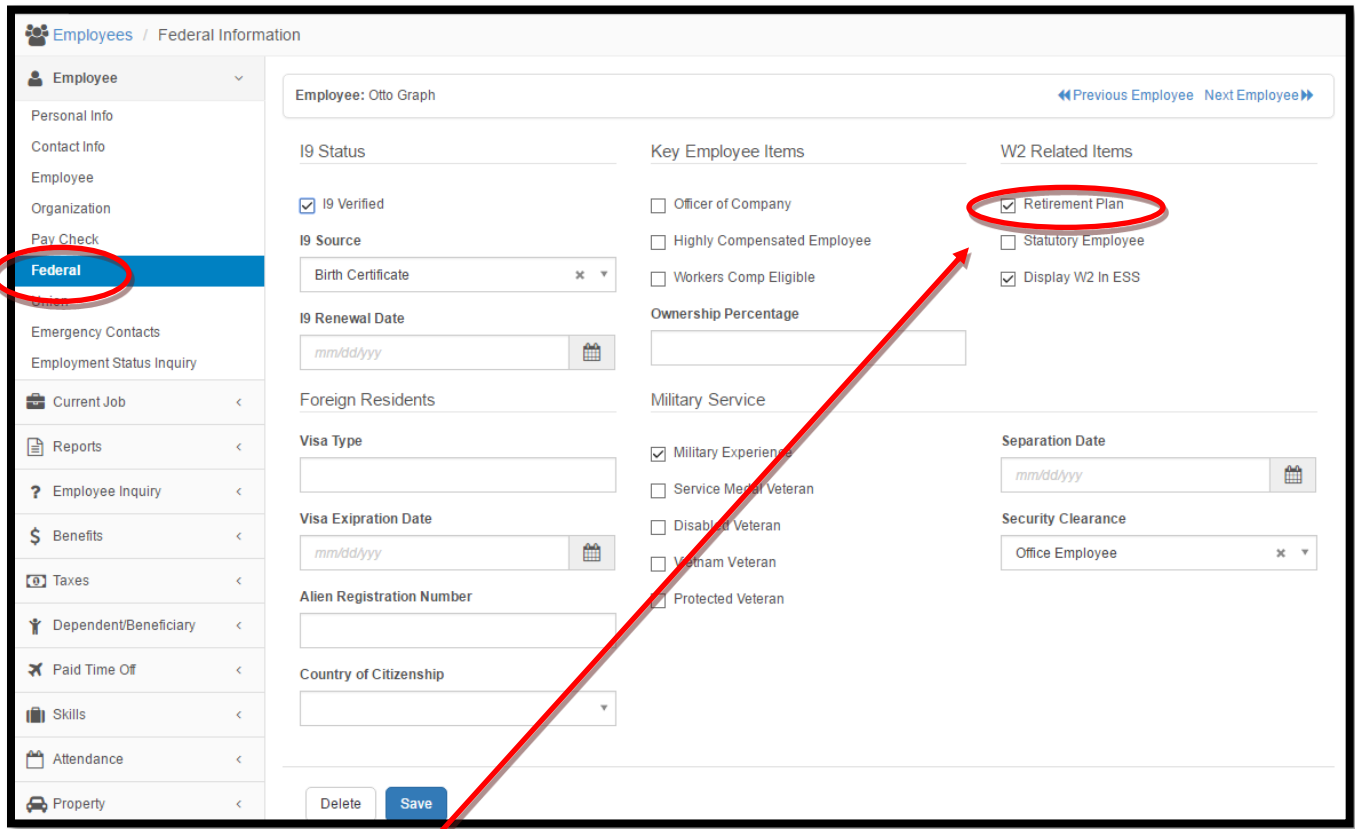 Employees / Federal Information
Employee
Personal Info
Contact Info
Employee
Organization
Pay Check
Federal
Union
Emergency Contacts
Employment Status Inquiry
Current Job
Reports
Employee Inquiry
Benefits
Taxes
Dependent/Beneficiary
Paid Time Off
Skills
Attendance
Property
Employee: Otto Graph
Previous Employee Next Employee
I9 Status
I9 Verified
I9 Source
Birth Certificate
I9 Renewal Date
mm/dd/yyy
Key Employee Items
Officer of Company
Highly Compensated Employee
Workers Comp Eligible
Ownership Percentage
W2 Related Items
Retirement Plan
Statutory Employee
Display W2 In ESS
Foreign Residents
Visa Type
Visa Exipration Date
mm/dd/yyy
Alien Registration Number
Country of Citizenship
Military Service
Military Experience
Service Medal Veteran
Disabled Veteran
Vietnam Veteran
Protected Veteran
Separation Date
mm/dd/yyy
Security Clearance
Office Employee
Delete Save